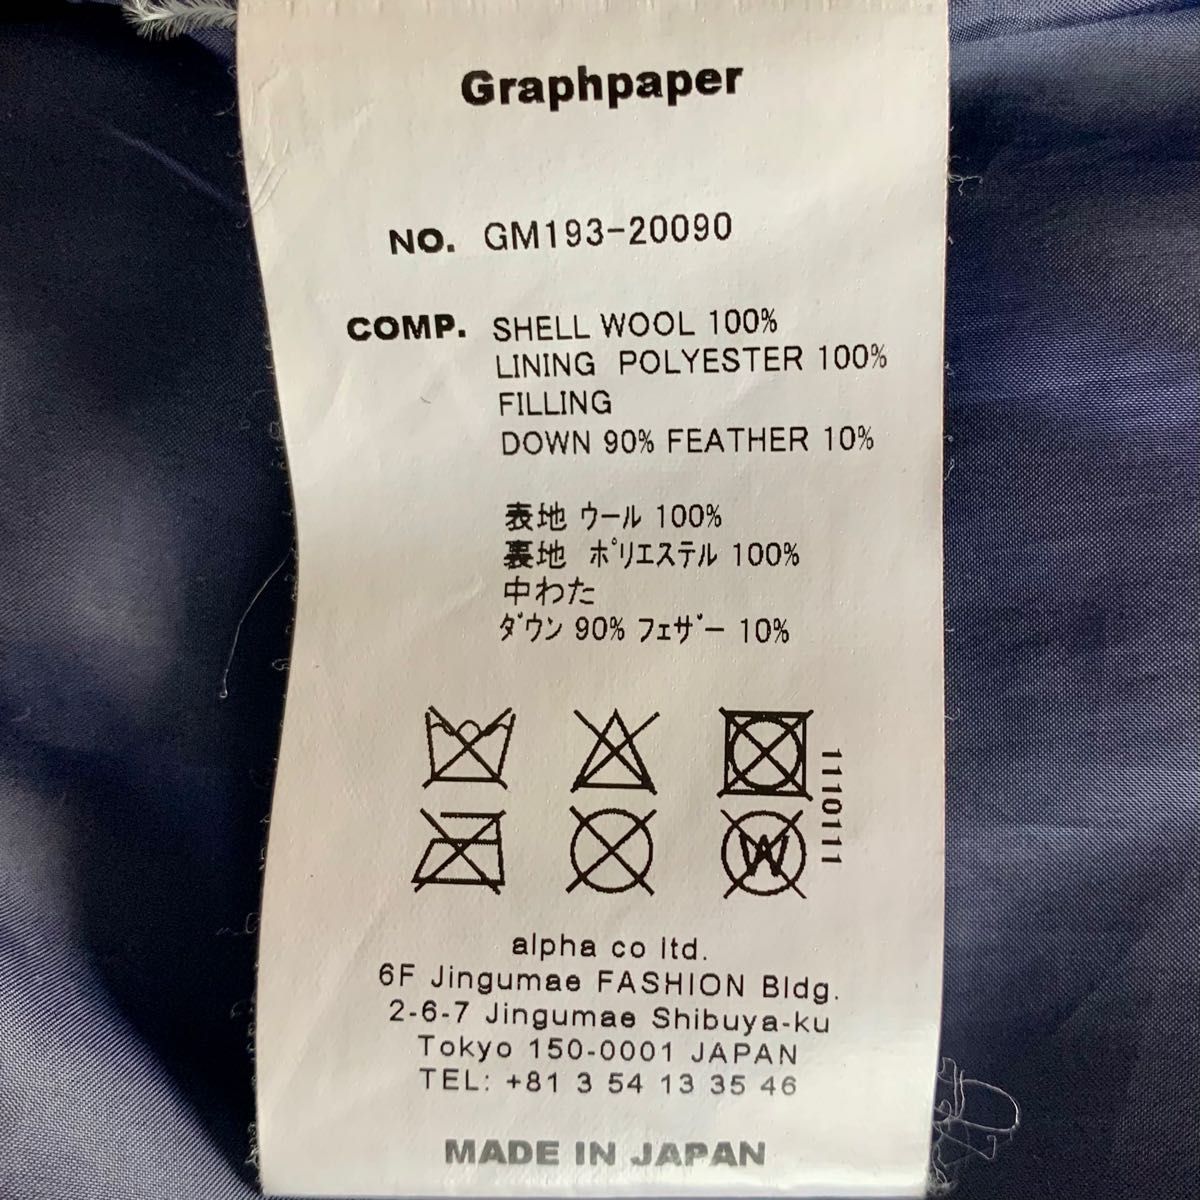 Graphpaper
NO. GM193-20090
COMP. SHELL WOOL 100%
LINING POLYESTER 100%
FILLING
DOWN 90% FEATHER 10%
表地 ウール 100%
裏地 ポリエステル 100%
中わた
ダウン 90% フェザー 10%
1110111
W
alpha co ltd.
6F Jingumae FASHION Bldg.
2-6-7 Jingumae Shibuya-ku
Tokyo 150-0001 JAPAN
TEL: +81 3 54 13 35 46
MADE IN JAPAN